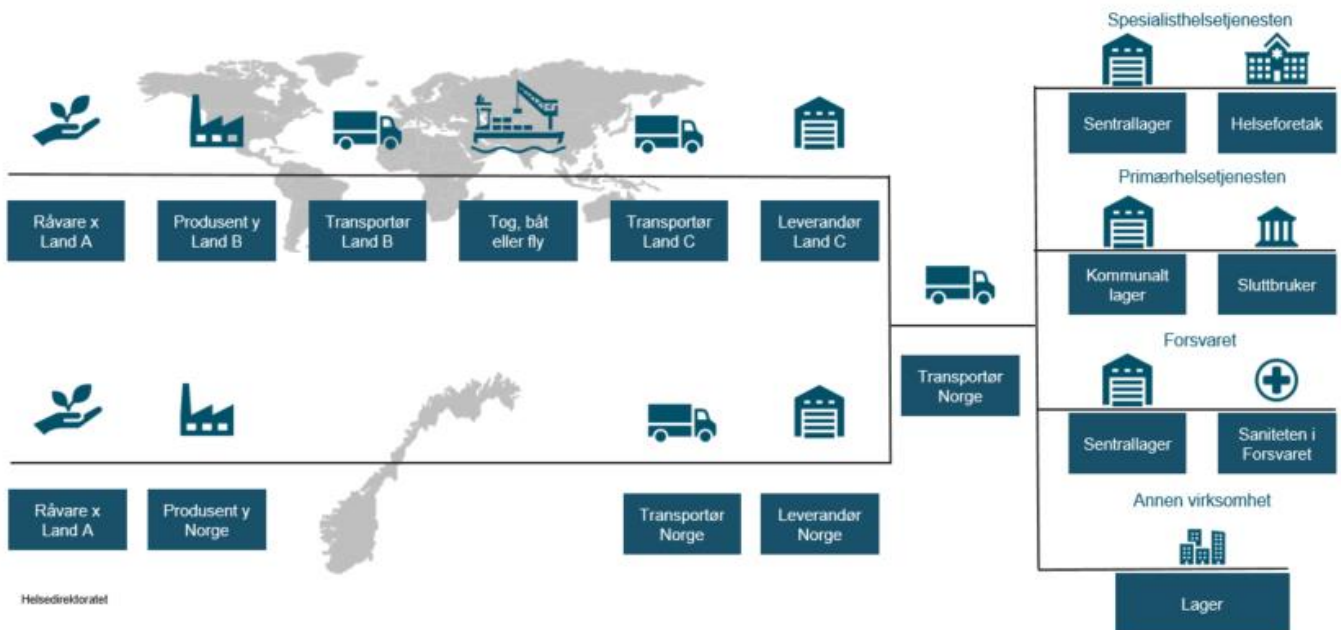 Spesialisthelsetjenesten
Sentrallager
Helseforetak
Råvare x
Land A
Produsent y
Land B
Transportør
Land B
Tog, båt
eller fly
Transportør
Land C
Leverandør
Land C
Primærhelsetjenesten
Kommunalt
lager
Sluttbruker
Transportør
Norge
Forsvaret
Sentrallager
Saniteten i
Forsvaret
Råvare x
Land A
Produsent y
Norge
Transportør
Norge
Leverandør
Norge
Annen virksomhet
Lager
Helsedirektoratet